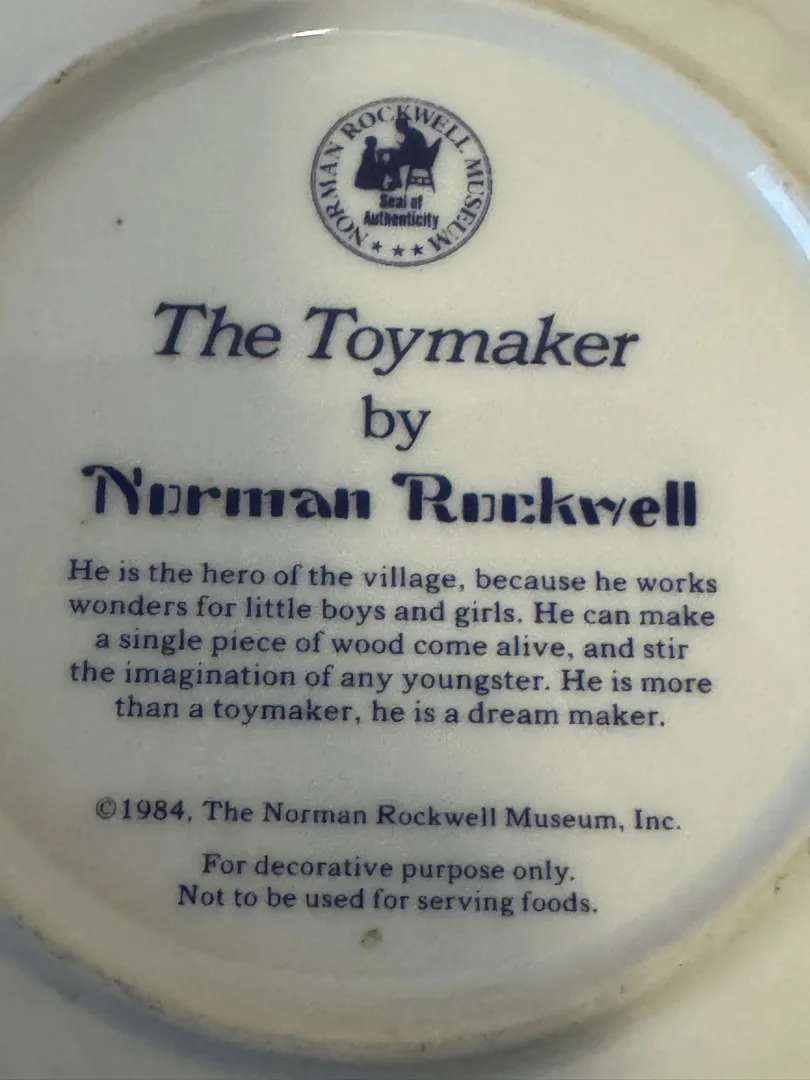 NORMAN ROCKWELL MUSEUM
Seal of
Authenticity
The Toymaker
by
Norman Rockwell
He is the hero of the village, because he works
wonders for little boys and girls. He can make
a single piece of wood come alive, and stir
the imagination of any youngster. He is more
than a toymaker, he is a dream maker.
©1984, The Norman Rockwell Museum, Inc.
For decorative purpose only.
Not to be used for serving foods.